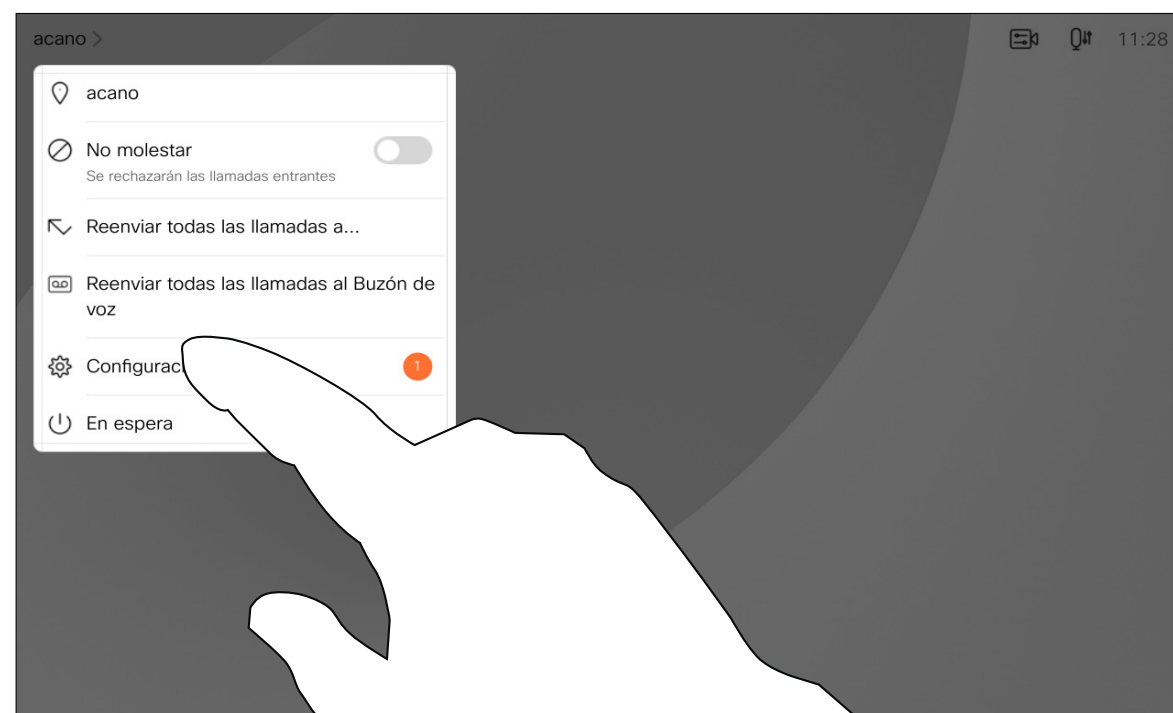 acano
11:28
acano
No molestar
Se rechazarán las llamadas entrantes
Reenviar todas las llamadas a...
Reenviar todas las llamadas al Buzón de
voz
1
En espera